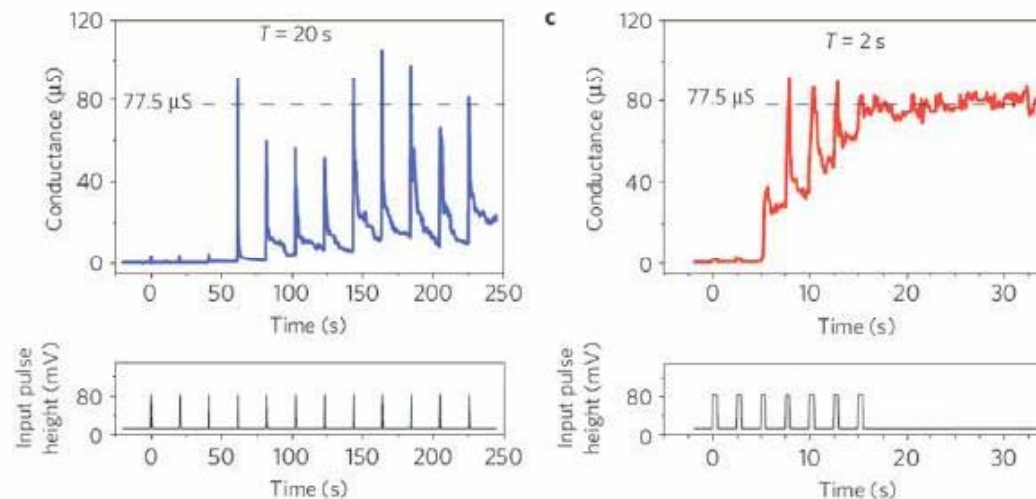 120
T = 20 s
80
77.5 µS
40
0
Conductance (µS)
0 50 100 150 200 250
Time (s)
80
0
Input pulse
height (mV)
0 50 100 150 200 250
Time (s)
c
120
T = 2 s
80
77.5 µS
40
0
Conductance (µS)
0 10 20 30
Time (s)
80
0
Input pulse
height (mV)
0 10 20 30
Time (s)